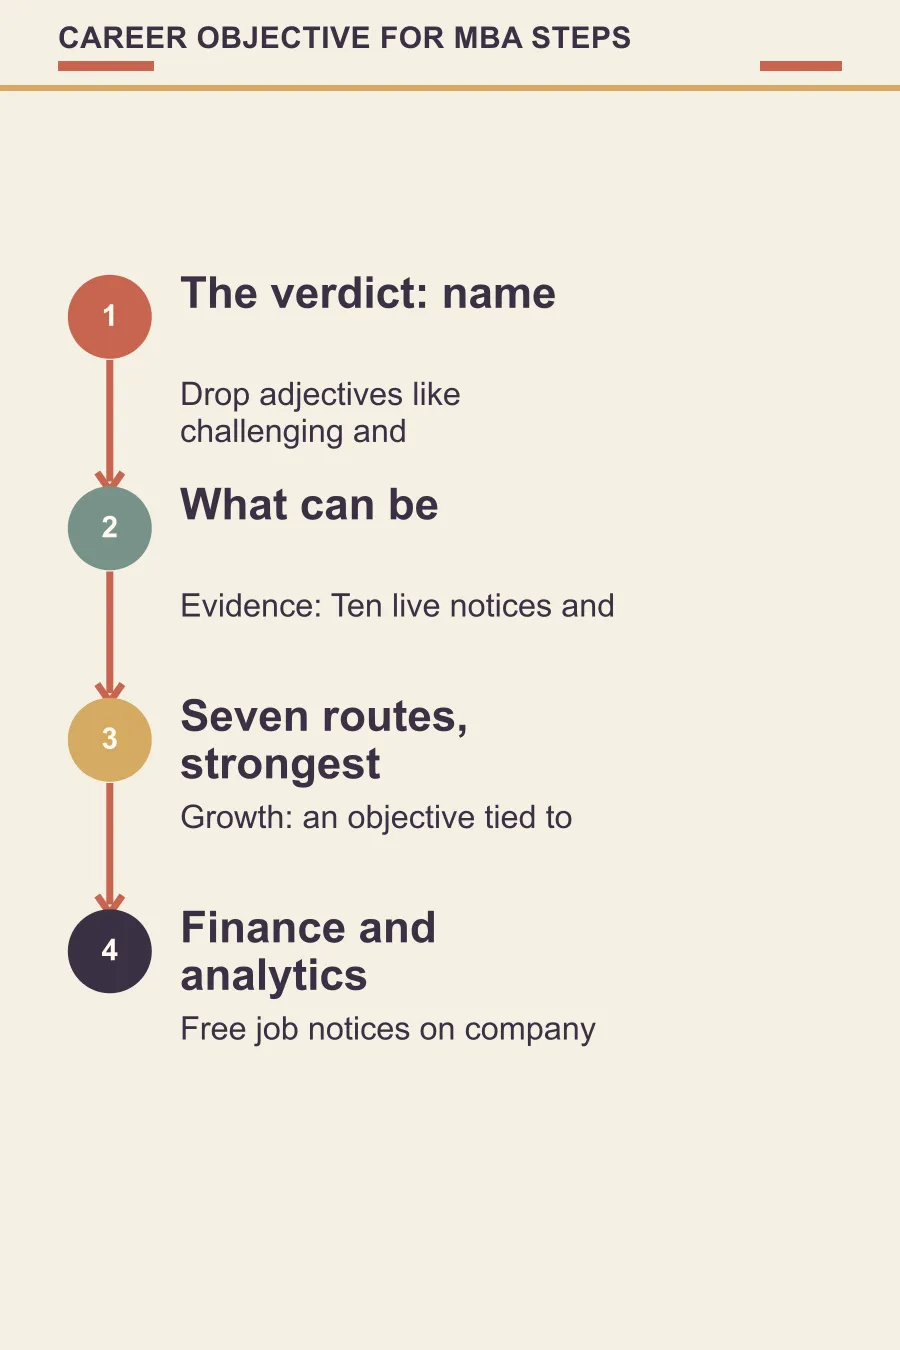 CAREER OBJECTIVE FOR MBA STEPS
1
The verdict: name
Drop adjectives like
challenging and
2
What can be
Evidence: Ten live notices and
3
Seven routes,
strongest
Growth: an objective tied to
4
Finance and
analytics
Free job notices on company